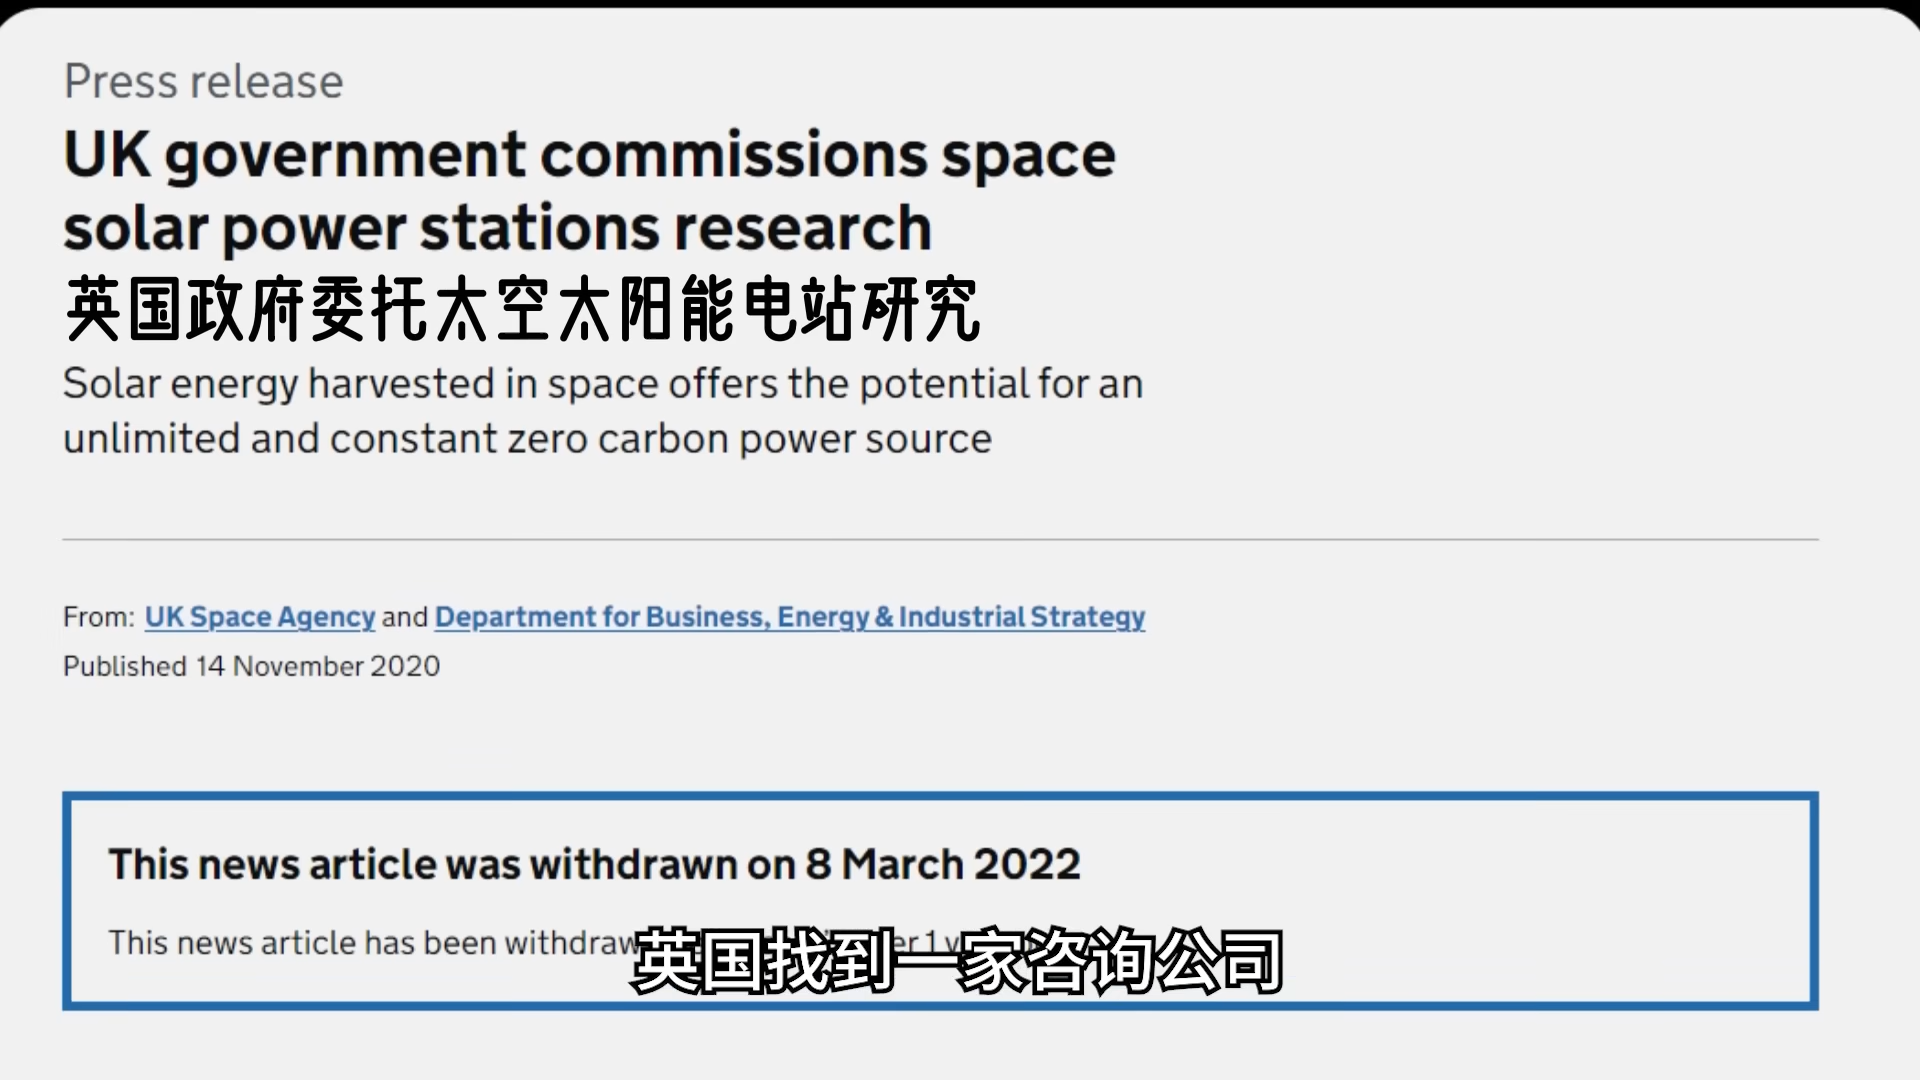 Press release
UK government commissions space
solar power stations research
英国政府委托太空太阳能电站研究
Solar energy harvested in space offers the potential for an
unlimited and constant zero carbon power source
From: UK Space Agency and Department for Business, Energy & Industrial Strategy
Published 14 November 2020
This news article was withdrawn on 8 March 2022
This news article has been
英国找到一家咨询公司